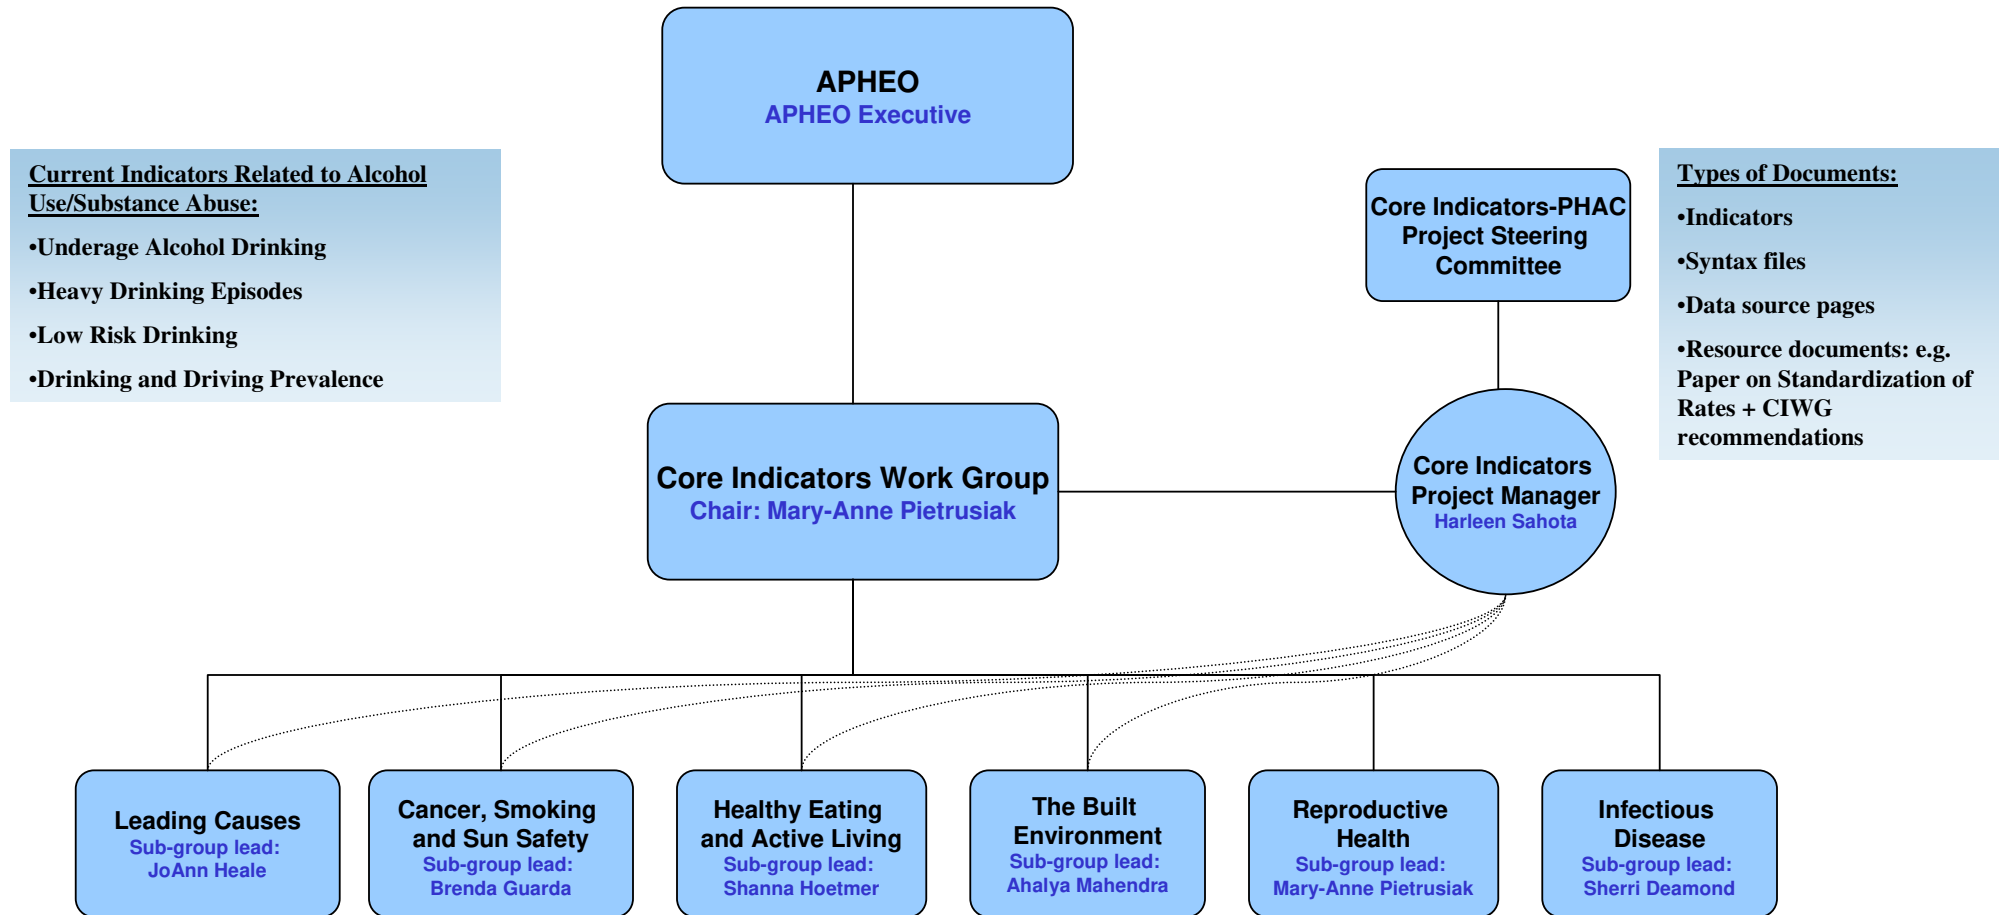 APHEO
APHEO Executive
Current Indicators Related to Alcohol
Use/Substance Abuse:
•Underage Alcohol Drinking
•Heavy Drinking Episodes
•Low Risk Drinking
•Drinking and Driving Prevalence
Core Indicators-PHAC
Project Steering
Committee
Types of Documents:
•Indicators
•Syntax files
•Data source pages
•Resource documents: e.g.
Paper on Standardization of
Rates + CIWG
recommendations
Core Indicators Work Group
Chair: Mary-Anne Pietrusiak
Core Indicators
Project Manager
Harleen Sahota
Leading Causes
Sub-group lead:
JoAnn Heale
Cancer, Smoking
and Sun Safety
Sub-group lead:
Brenda Guarda
Healthy Eating
and Active Living
Sub-group lead:
Shanna Hoetmer
The Built
Environment
Sub-group lead:
Ahalya Mahendra
Reproductive
Health
Sub-group lead:
Mary-Anne Pietrusiak
Infectious
Disease
Sub-group lead:
Sherri Deamond